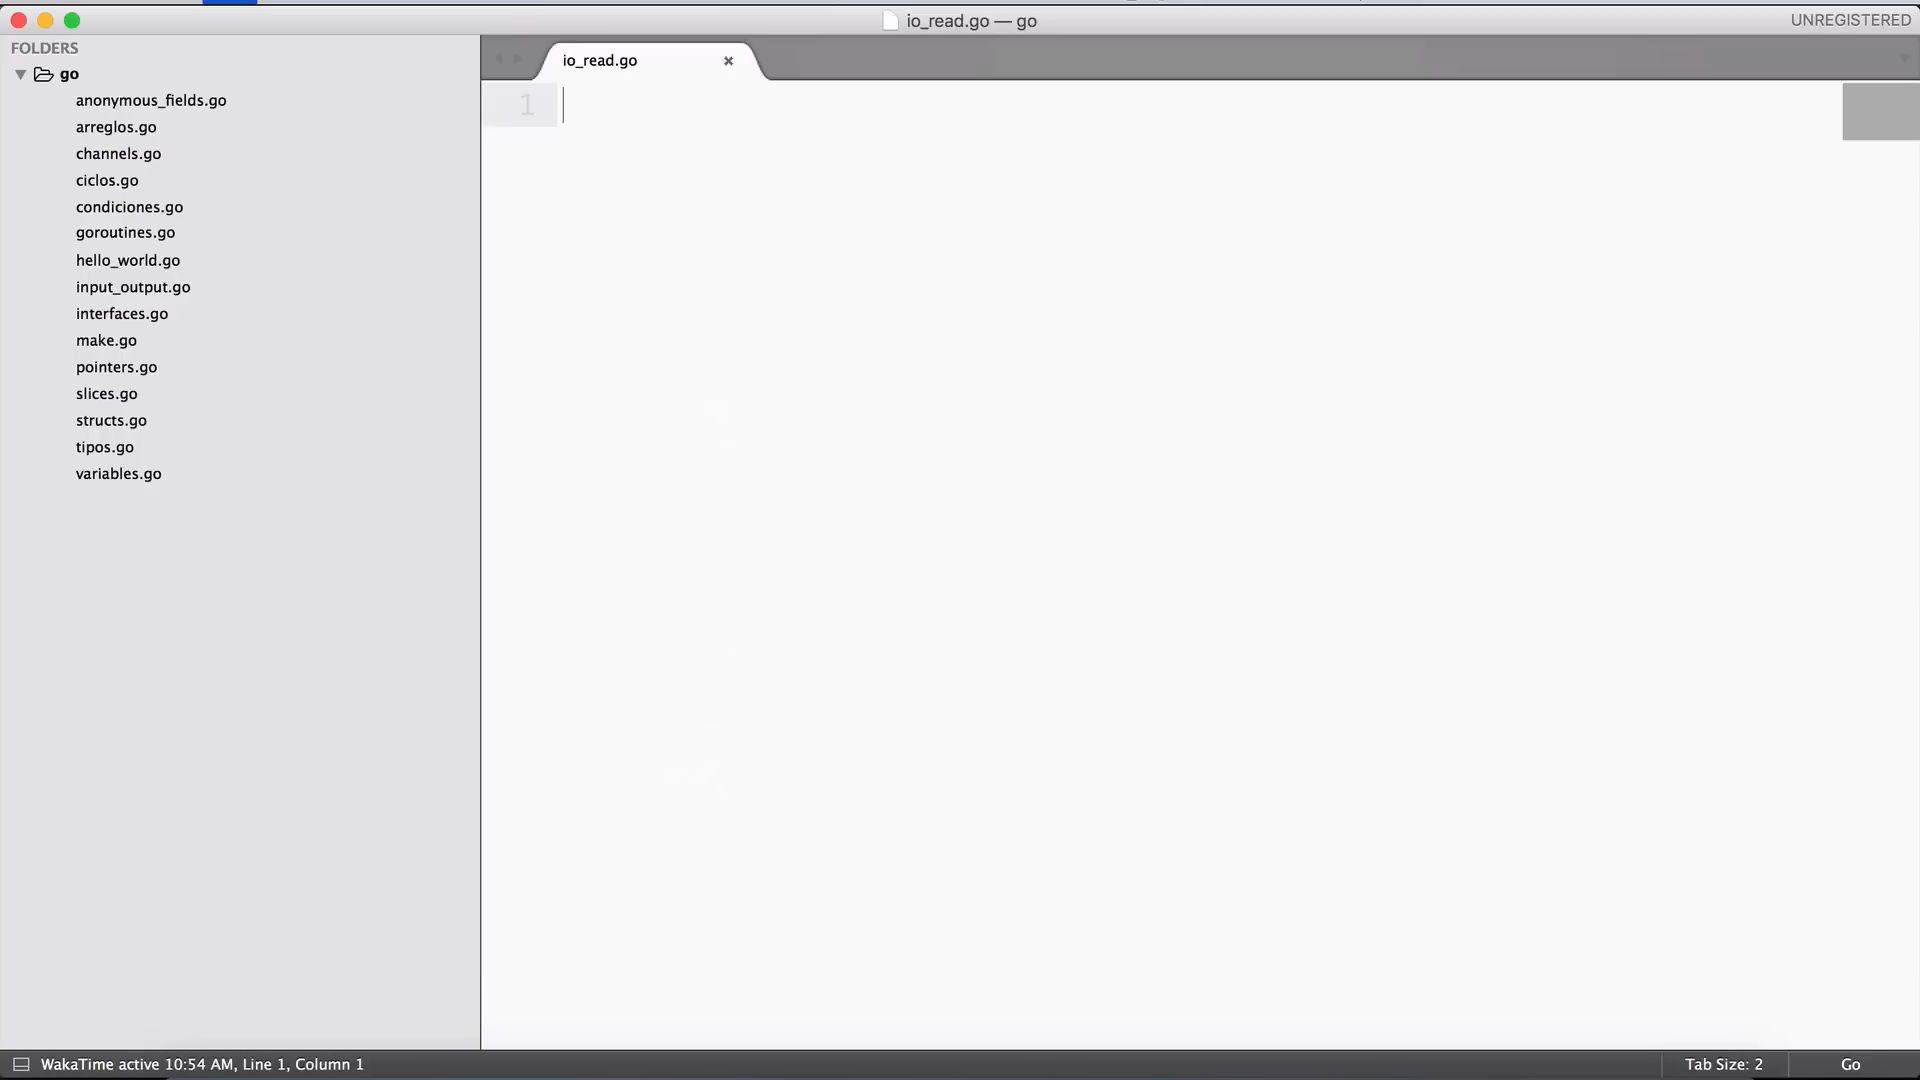 io_read.go — go
UNREGISTERED
FOLDERS
go
anonymous_fields.go
arreglos.go
channels.go
ciclos.go
condiciones.go
goroutines.go
hello_world.go
input_output.go
interfaces.go
make.go
pointers.go
slices.go
structs.go
tipos.go
variables.go
io_read.go
1
WakaTime active 10:54 AM, Line 1, Column 1
Tab Size: 2
Go